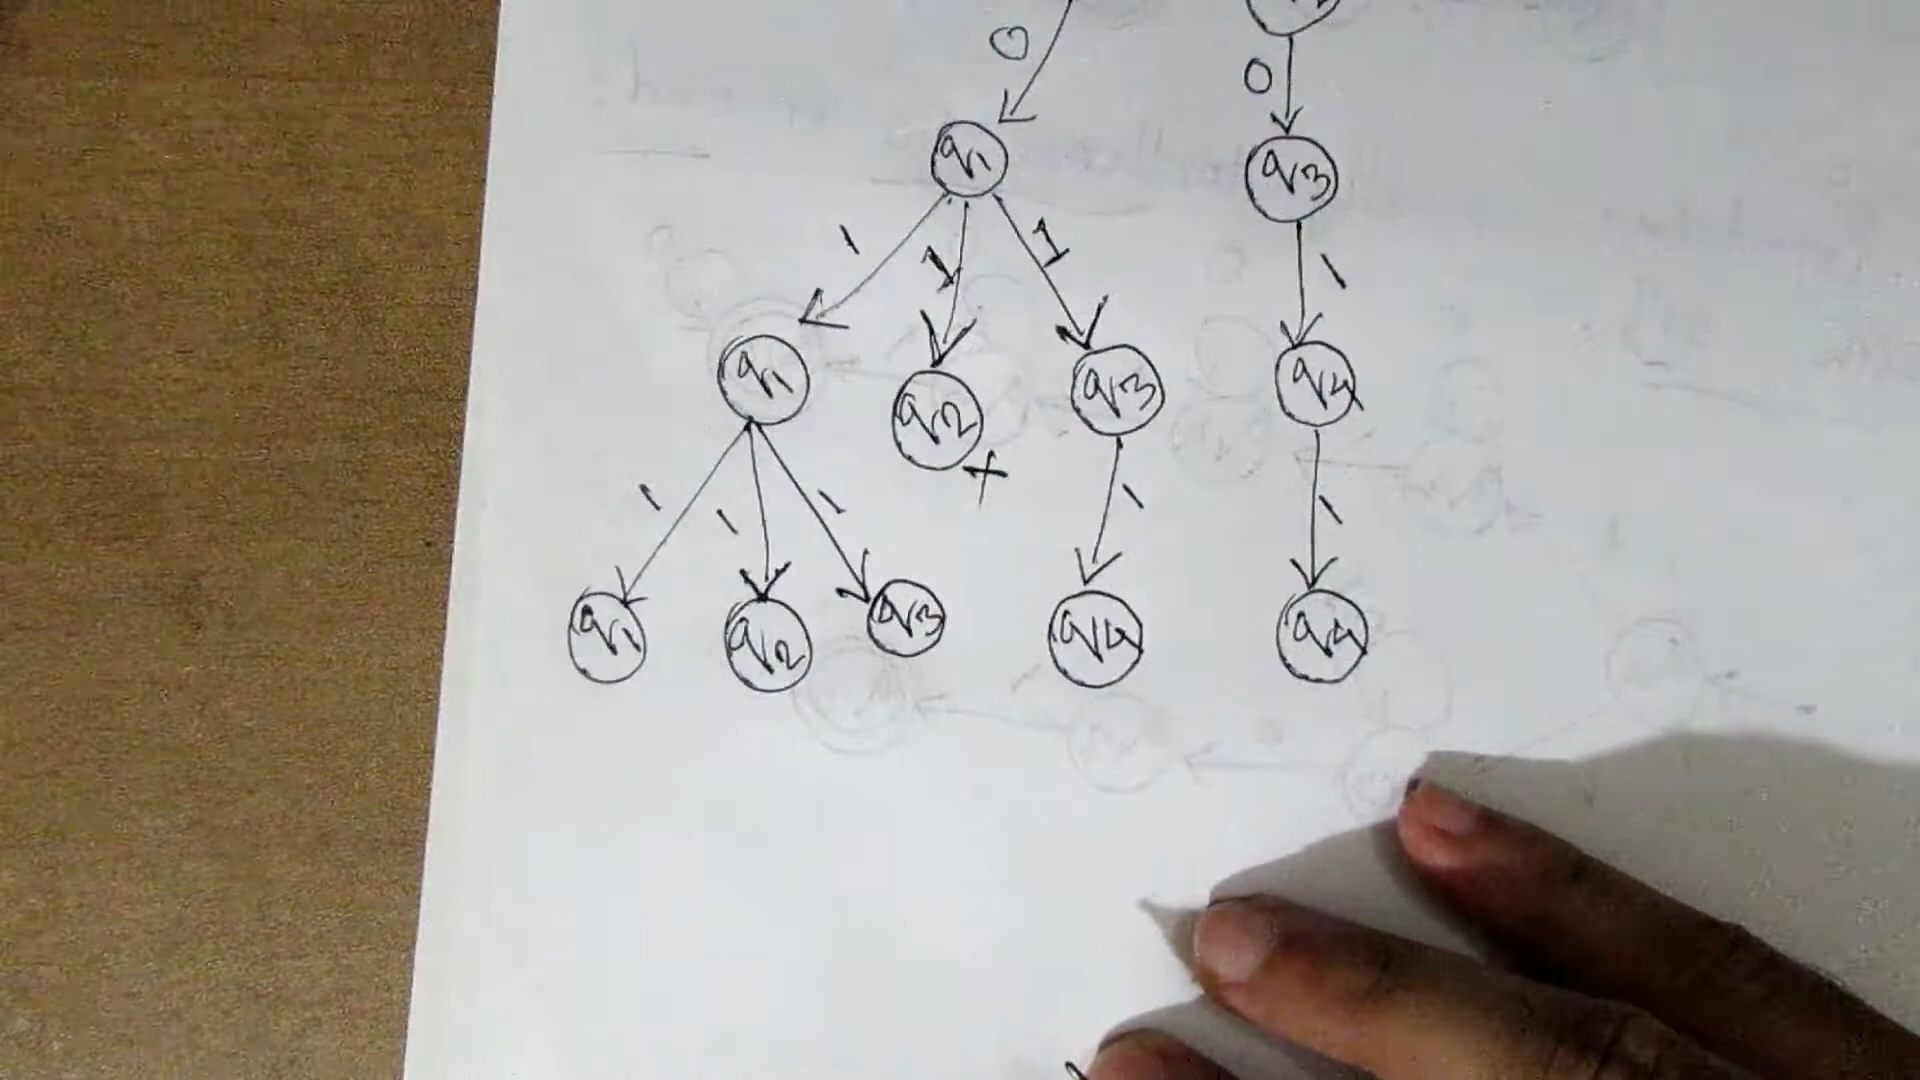 0 0
q1 q3
1 1 1 1
q1 q2 q3 q4
x
1 1 1 1 1
q1 q2 q3 q4 q4